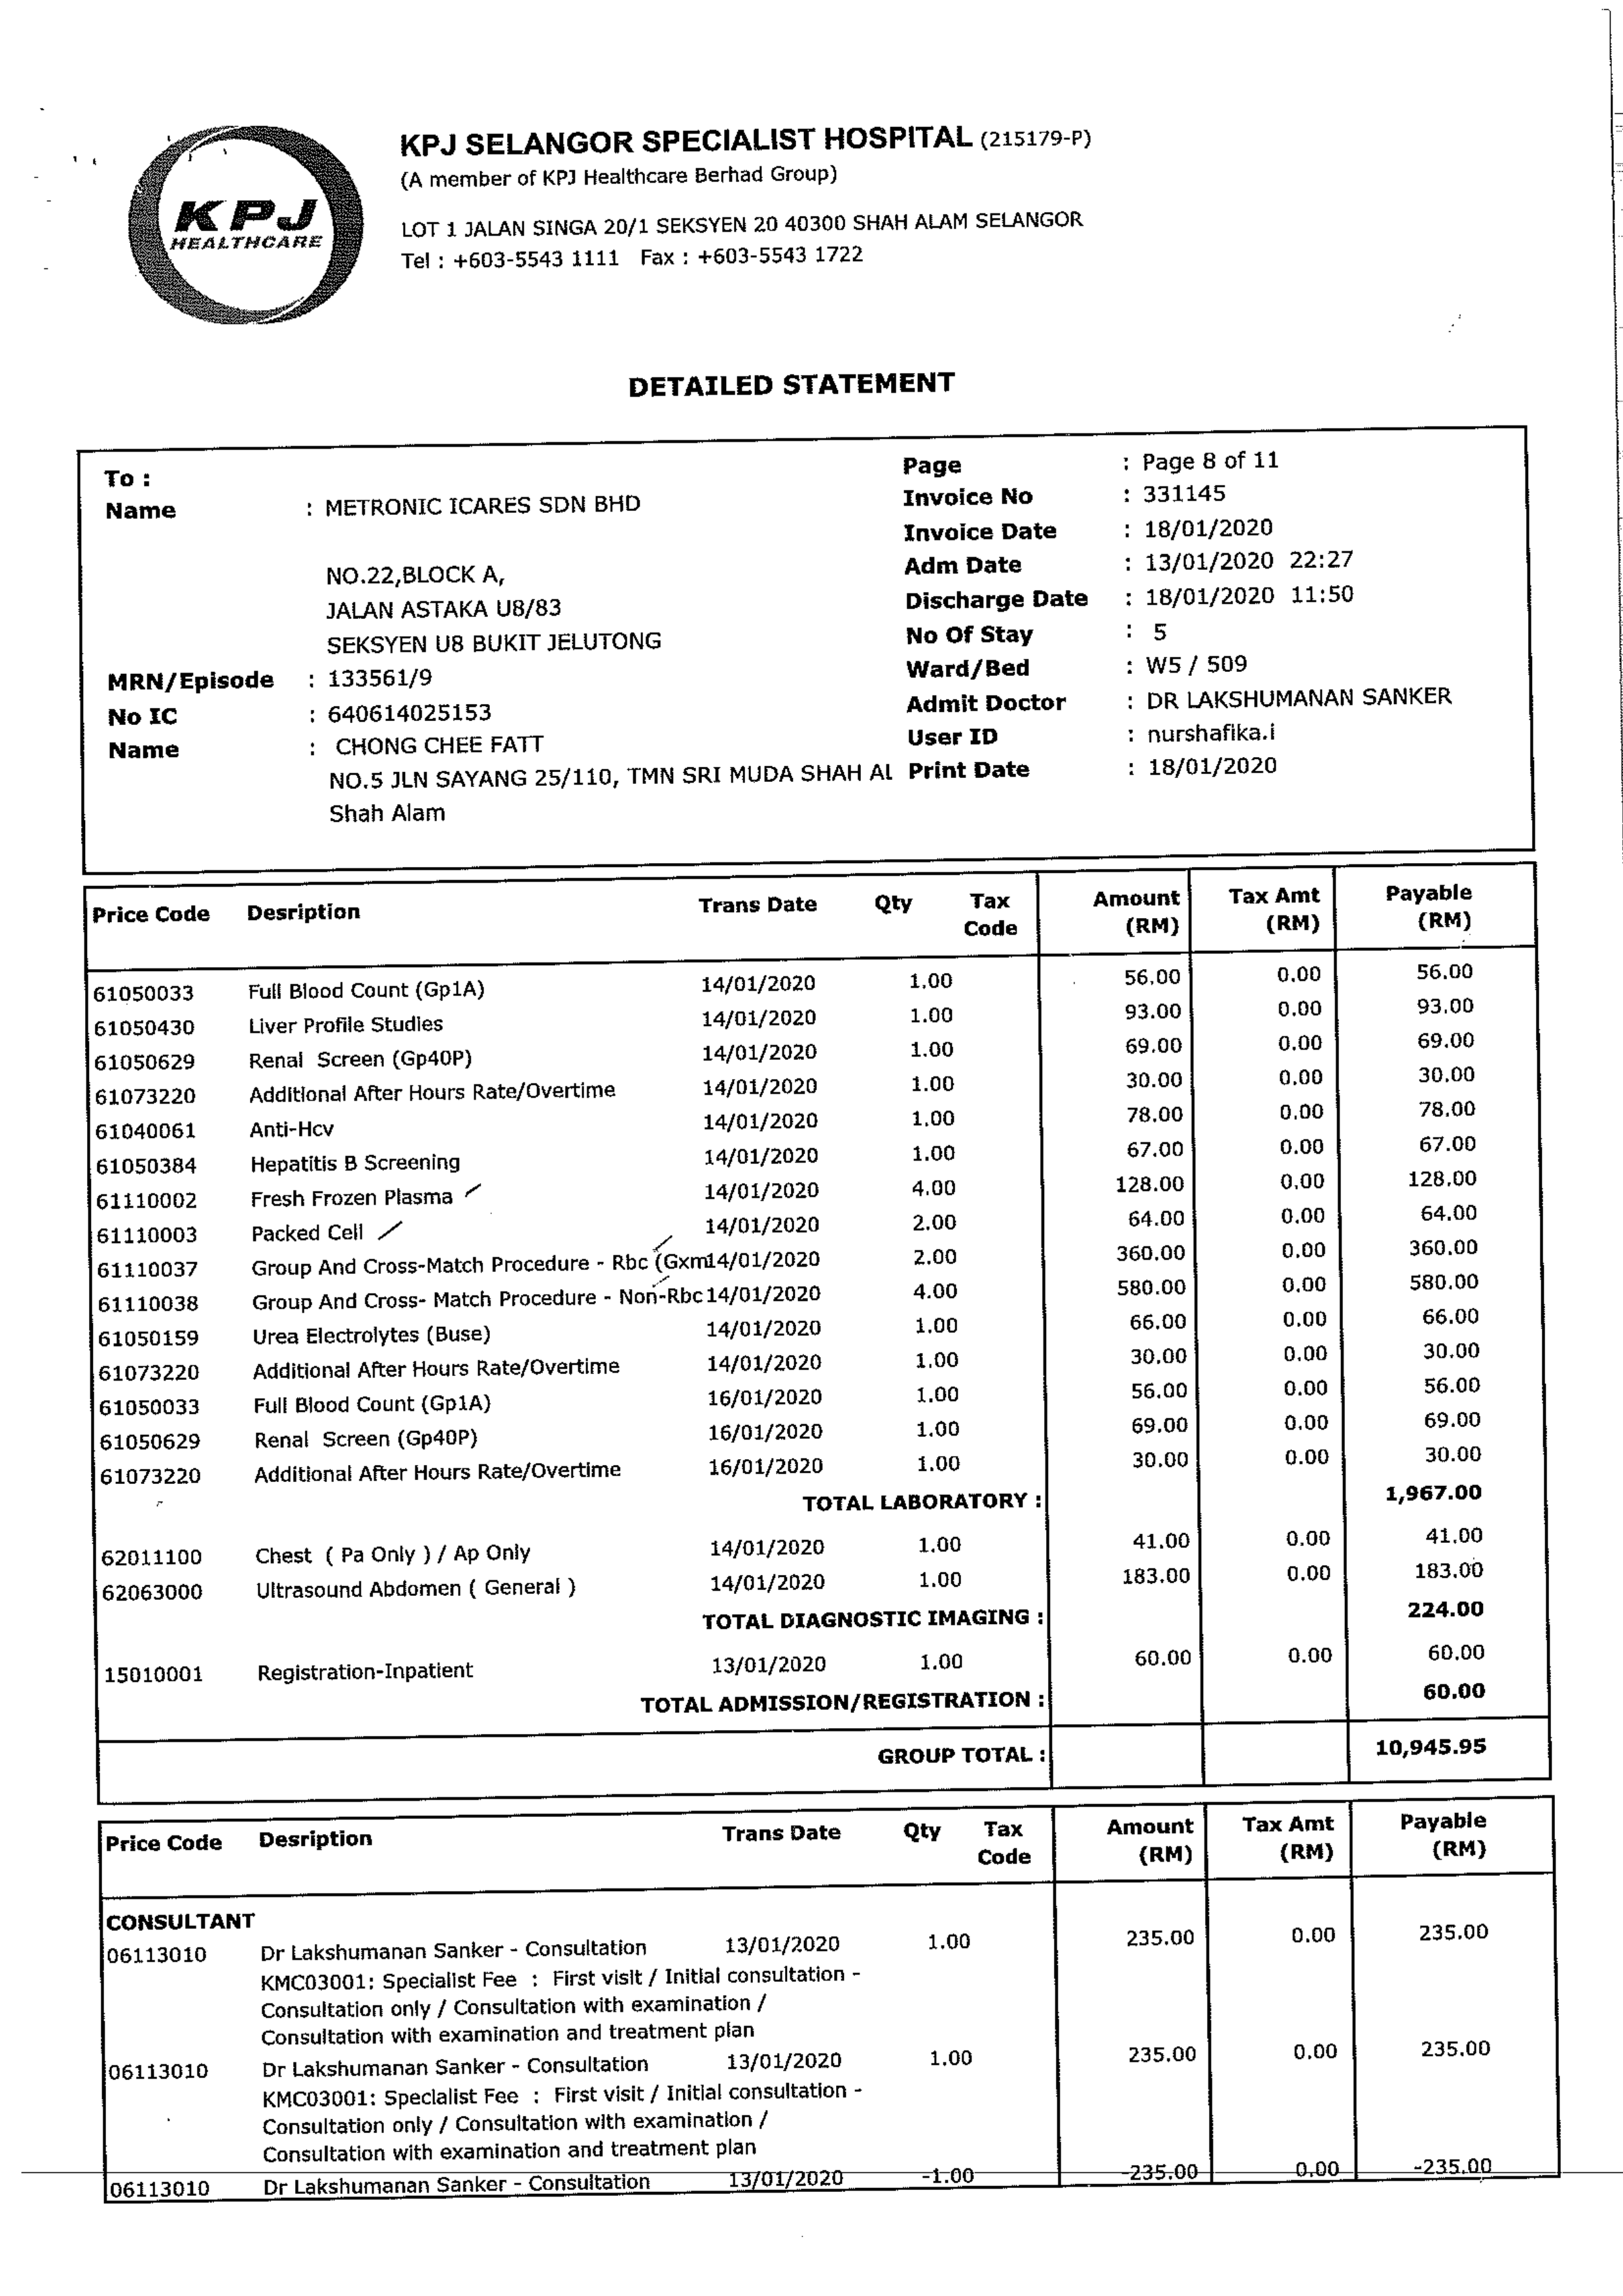 KPJ
HEALTHCARE
KPJ SELANGOR SPECIALIST HOSPITAL (215179-P)
(A member of KPJ Healthcare Berhad Group)
LOT 1 JALAN SINGA 20/1 SEKSYEN 20 40300 SHAH ALAM SELANGOR
Tel : +603-5543 1111 Fax : +603-5543 1722
DETAILED STATEMENT
To :
Name : METRONIC ICARES SDN BHD
NO.22,BLOCK A,
JALAN ASTAKA U8/83
SEKSYEN U8 BUKIT JELUTONG
MRN/Episode : 133561/9
No IC : 640614025153
Name : CHONG CHEE FATT
NO.5 JLN SAYANG 25/110, TMN SRI MUDA SHAH AL
Shah Alam
Page : Page 8 of 11
Invoice No : 331145
Invoice Date : 18/01/2020
Adm Date : 13/01/2020 22:27
Discharge Date : 18/01/2020 11:50
No Of Stay : 5
Ward/Bed : W5 / 509
Admit Doctor : DR LAKSHUMANAN SANKER
User ID : nurshafika.i
Print Date : 18/01/2020
Price Code Desription Trans Date Qty Tax Amount Tax Amt Payable
Code (RM) (RM) (RM)
61050033 Full Blood Count (Gp1A) 14/01/2020 1.00 56.00 0.00 56.00
61050430 Liver Profile Studies 14/01/2020 1.00 93.00 0.00 93.00
61050629 Renal Screen (Gp40P) 14/01/2020 1.00 69.00 0.00 69.00
61073220 Additional After Hours Rate/Overtime 14/01/2020 1.00 30.00 0.00 30.00
61040061 Anti-Hcv 14/01/2020 1.00 78.00 0.00 78.00
61050384 Hepatitis B Screening 14/01/2020 1.00 67.00 0.00 67.00
61110002 Fresh Frozen Plasma 14/01/2020 4.00 128.00 0.00 128.00
61110003 Packed Cell 14/01/2020 2.00 64.00 0.00 64.00
61110037 Group And Cross-Match Procedure - Rbc (Gxm14/01/2020 2.00 360.00 0.00 360.00
61110038 Group And Cross- Match Procedure - Non-Rbc14/01/2020 4.00 580.00 0.00 580.00
61050159 Urea Electrolytes (Buse) 14/01/2020 1.00 66.00 0.00 66.00
61073220 Additional After Hours Rate/Overtime 14/01/2020 1.00 30.00 0.00 30.00
61050033 Full Blood Count (Gp1A) 16/01/2020 1.00 56.00 0.00 56.00
61050629 Renal Screen (Gp40P) 16/01/2020 1.00 69.00 0.00 69.00
61073220 Additional After Hours Rate/Overtime 16/01/2020 1.00 30.00 0.00 30.00
TOTAL LABORATORY : 1,967.00
62011100 Chest ( Pa Only ) / Ap Only 14/01/2020 1.00 41.00 0.00 41.00
62063000 Ultrasound Abdomen ( General ) 14/01/2020 1.00 183.00 0.00 183.00
TOTAL DIAGNOSTIC IMAGING : 224.00
15010001 Registration-Inpatient 13/01/2020 1.00 60.00 0.00 60.00
TOTAL ADMISSION/REGISTRATION : 60.00
GROUP TOTAL : 10,945.95
Price Code Desription Trans Date Qty Tax Amount Tax Amt Payable
Code (RM) (RM) (RM)
CONSULTANT
06113010 Dr Lakshumanan Sanker - Consultation 13/01/2020 1.00 235.00 0.00 235.00
KMC03001: Specialist Fee : First visit / Initial consultation -
Consultation only / Consultation with examination /
Consultation with examination and treatment plan
06113010 Dr Lakshumanan Sanker - Consultation 13/01/2020 1.00 235.00 0.00 235.00
KMC03001: Specialist Fee : First visit / Initial consultation -
Consultation only / Consultation with examination /
Consultation with examination and treatment plan
06113010 Dr Lakshumanan Sanker - Consultation 13/01/2020 -1.00 -235.00 0.00 -235.00